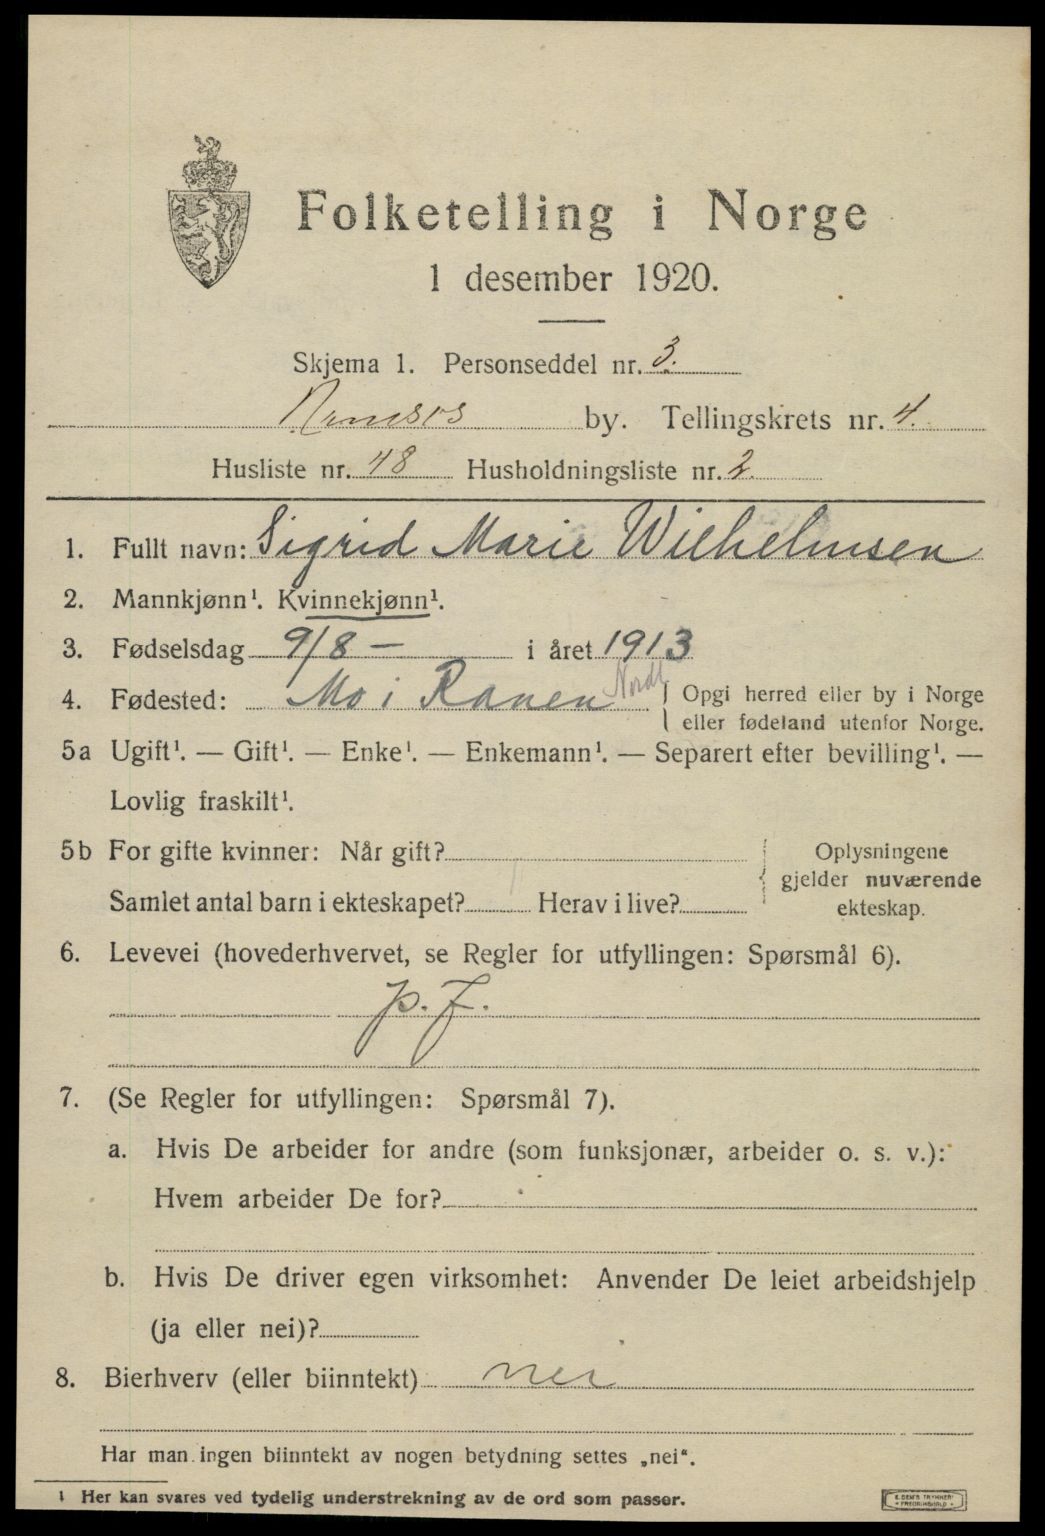 Folketelling i Norge
1 desember 1920.
Skjema 1. Personseddel nr. 3.
Namsos by. Tellingskrets nr. 4.
Husliste nr. 48 Husholdningsliste nr. 2.
1. Fullt navn: Sigrid Marie Wilhelmsen
2. Mannkjønn¹. Kvinnekjønn¹.
3. Fødselsdag 9/8 — i året 1913
4. Fødested: Mo i Ranen Nordl { Opgi herred eller by i Norge
eller fødeland utenfor Norge.
5a Ugift¹. — Gift¹. — Enke¹. — Enkemann¹. — Separert efter bevilling¹. —
Lovlig fraskilt¹.
5b For gifte kvinner: Når gift? { Oplysningene
gjelder nuværende
Samlet antal barn i ekteskapet? Herav i live? ekteskap.
6. Levevei (hovederhvervet, se Regler for utfyllingen: Spørsmål 6).
p. f.
7. (Se Regler for utfyllingen: Spørsmål 7).
a. Hvis De arbeider for andre (som funksjonær, arbeider o. s. v.):
Hvem arbeider De for?
b. Hvis De driver egen virksomhet: Anvender De leiet arbeidshjelp
(ja eller nei)?
8. Bierhverv (eller biinntekt) nei
Har man ingen biinntekt av nogen betydning settes „nei".
1 Her kan svares ved tydelig understrekning av de ord som passer.